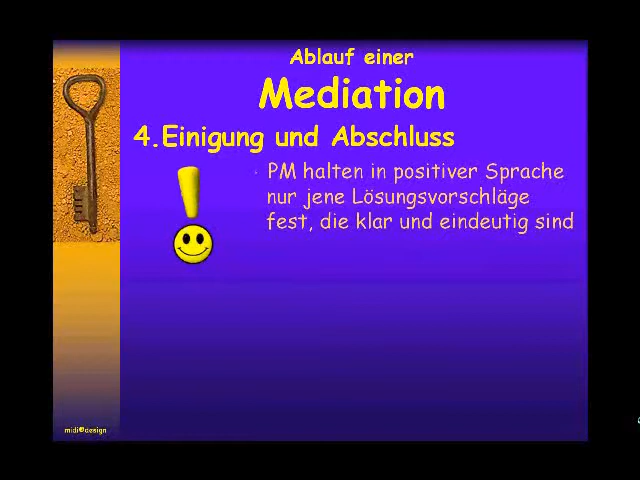 Ablauf einer
Mediation
4.Einigung und Abschluss
PM halten in positiver Sprache
nur jene Lösungsvorschläge
fest, die klar und eindeutig sind
midi@design